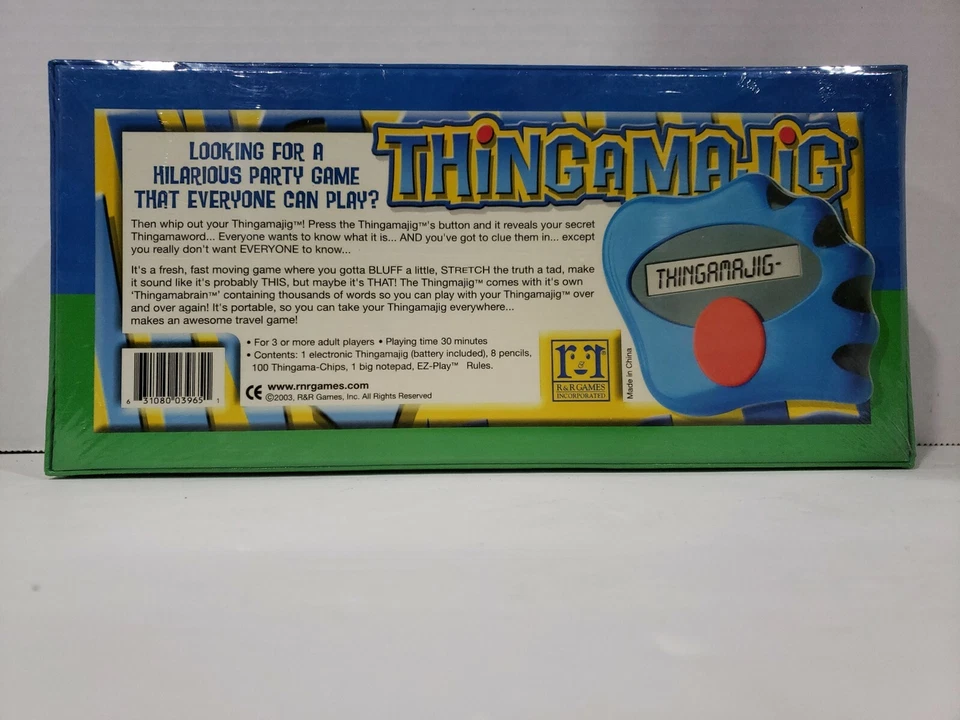 THiNGAMAJiG
LOOKING FOR A
HILARIOUS PARTY GAME
THAT EVERYONE CAN PLAY?
Then whip out your Thingamajig™! Press the Thingamajig™'s button and it reveals your secret
Thingamaword... Everyone wants to know what it is... AND you've got to clue them in... except
you really don't want EVERYONE to know...
It's a fresh, fast moving game where you gotta BLUFF a little, STRETCH the truth a tad, make
it sound like it's probably THIS, but maybe it's THAT! The Thingmajig™ comes with it's own
'Thingamabrain™' containing thousands of words so you can play with your Thingamajig™ over
and over again! It's portable, so you can take your Thingamajig everywhere...
makes an awesome travel game!
• For 3 or more adult players • Playing time 30 minutes
• Contents: 1 electronic Thingamajig (battery included), 8 pencils,
100 Thingama-Chips, 1 big notepad, EZ-Play™ Rules.
CE www.rnrgames.com
©2003, R&R Games, Inc. All Rights Reserved
6 31080 03965 1
r&r
R&R GAMES
INCORPORATED
Made in China
THINGAMAJIG-